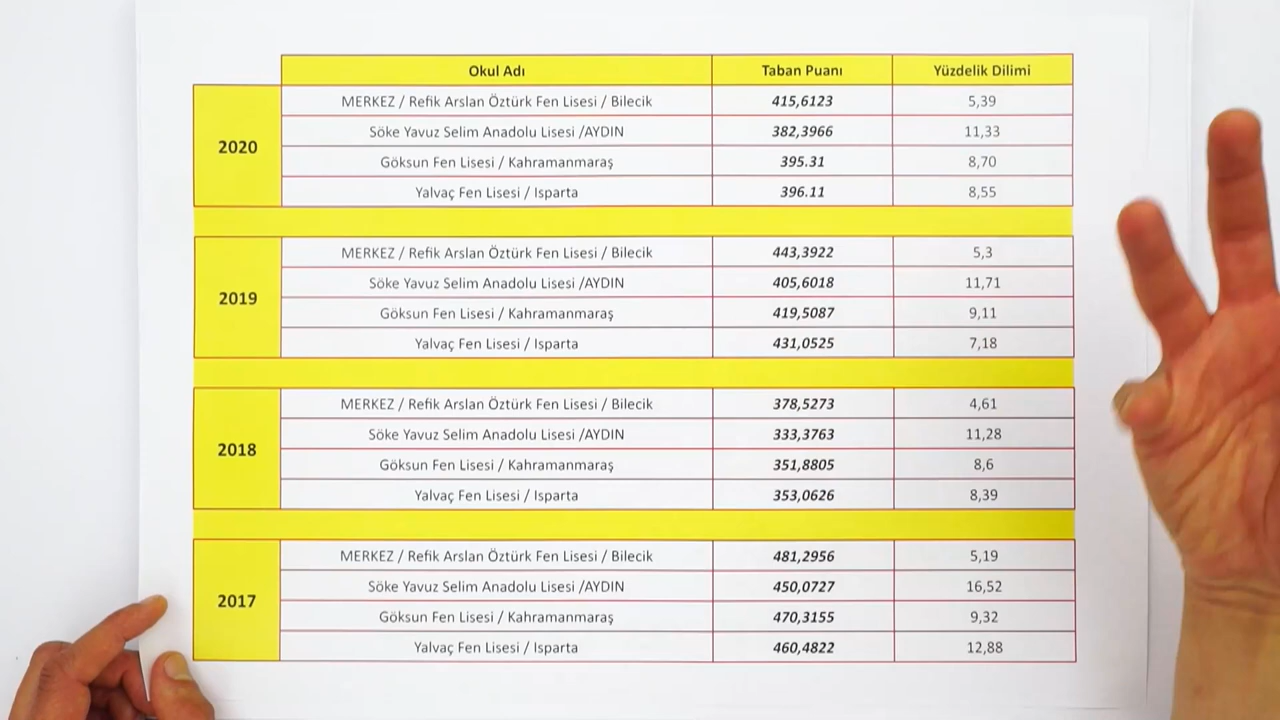 Okul Adı Taban Puanı Yüzdelik Dilimi
2020
MERKEZ / Refik Arslan Öztürk Fen Lisesi / Bilecik 415,6123 5,39
Söke Yavuz Selim Anadolu Lisesi /AYDIN 382,3966 11,33
Göksun Fen Lisesi / Kahramanmaraş 395.31 8,70
Yalvaç Fen Lisesi / Isparta 396.11 8,55
2019
MERKEZ / Refik Arslan Öztürk Fen Lisesi / Bilecik 443,3922 5,3
Söke Yavuz Selim Anadolu Lisesi /AYDIN 405,6018 11,71
Göksun Fen Lisesi / Kahramanmaraş 419,5087 9,11
Yalvaç Fen Lisesi / Isparta 431,0525 7,18
2018
MERKEZ / Refik Arslan Öztürk Fen Lisesi / Bilecik 378,5273 4,61
Söke Yavuz Selim Anadolu Lisesi /AYDIN 333,3763 11,28
Göksun Fen Lisesi / Kahramanmaraş 351,8805 8,6
Yalvaç Fen Lisesi / Isparta 353,0626 8,39
2017
MERKEZ / Refik Arslan Öztürk Fen Lisesi / Bilecik 481,2956 5,19
Söke Yavuz Selim Anadolu Lisesi /AYDIN 450,0727 16,52
Göksun Fen Lisesi / Kahramanmaraş 470,3155 9,32
Yalvaç Fen Lisesi / Isparta 460,4822 12,88